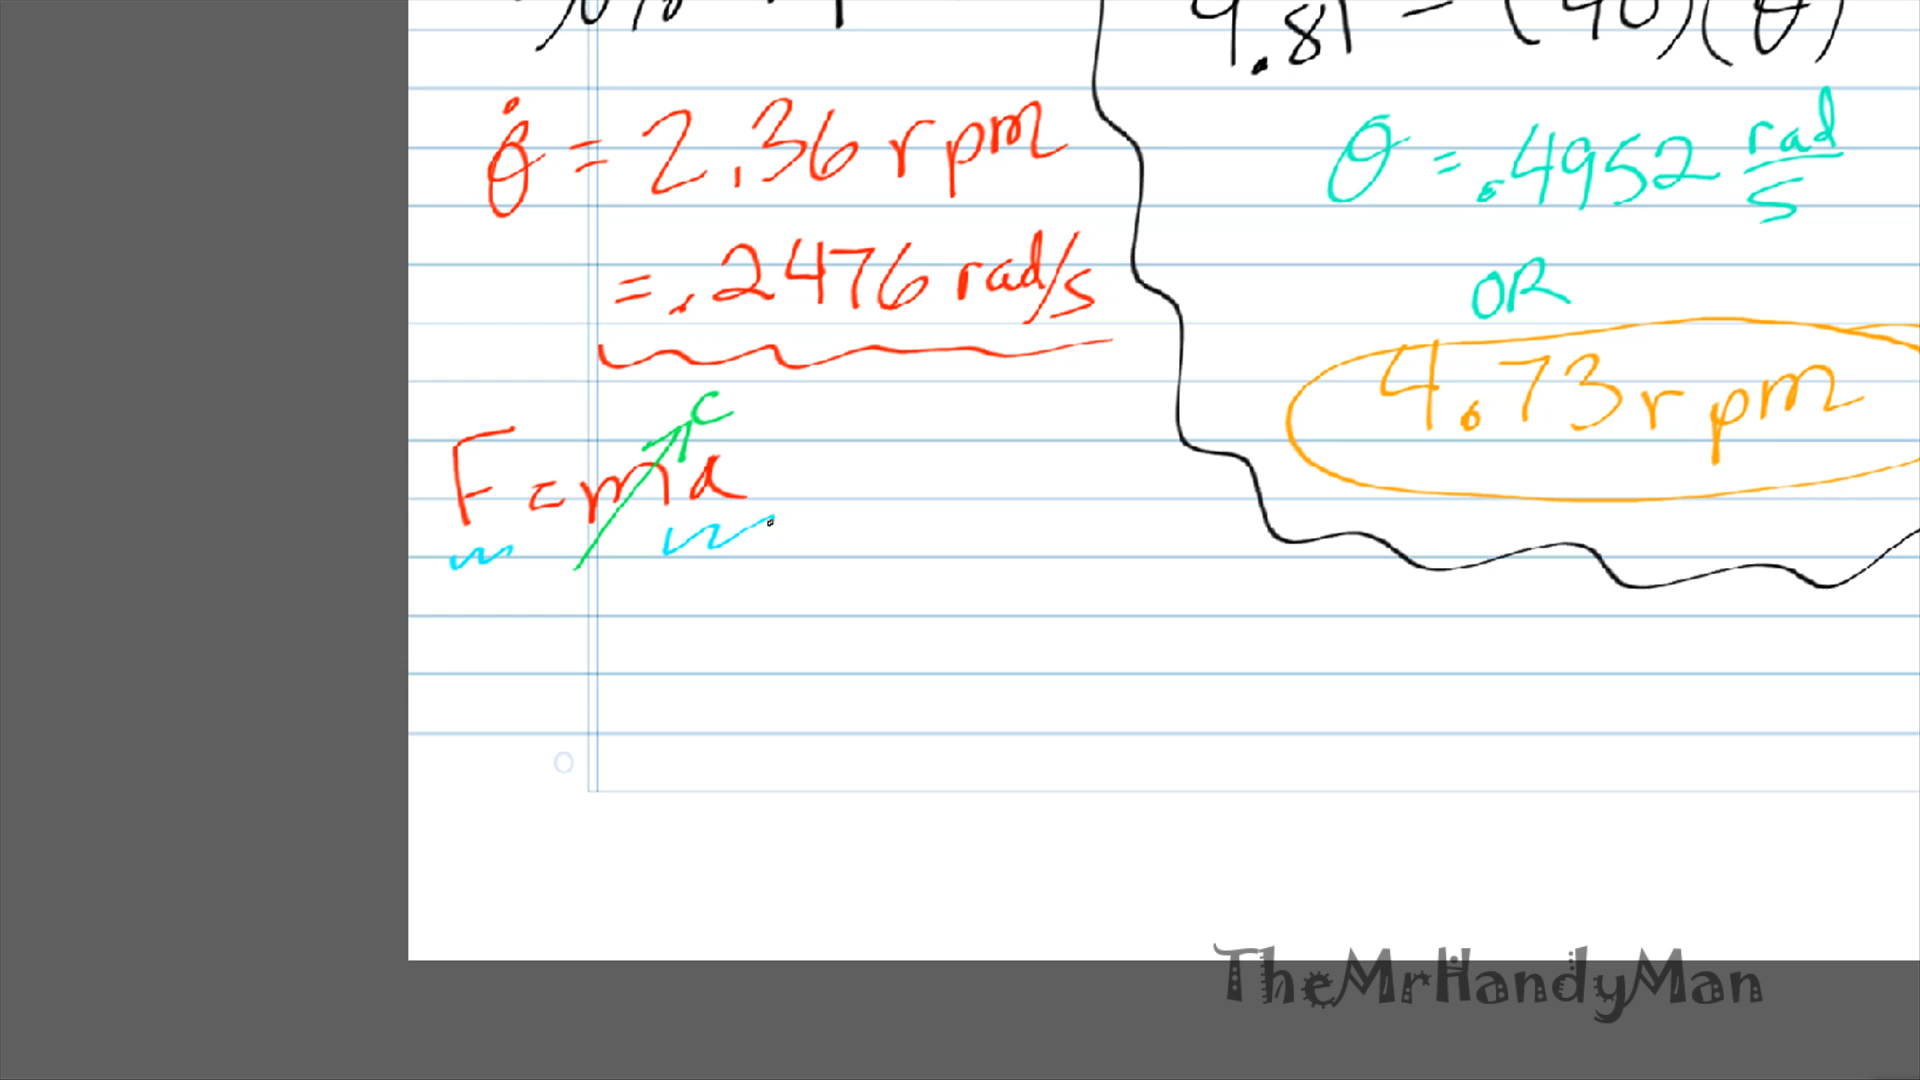 9.81 = (40)(θ)
θ̇ = 2.36 rpm
= .2476 rad/s
F = ma
c
θ = .4952 rad/s
OR
4.73 rpm
TheMrHandyMan